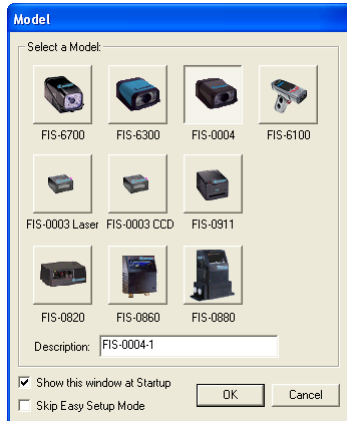 Model
Select a Model:
FIS-6700 FIS-6300 FIS-0004 FIS-6100
FIS-0003 Laser FIS-0003 CCD FIS-0911
FIS-0820 FIS-0860 FIS-0880
Description: FIS-0004-1
Show this window at Startup
Skip Easy Setup Mode
OK Cancel